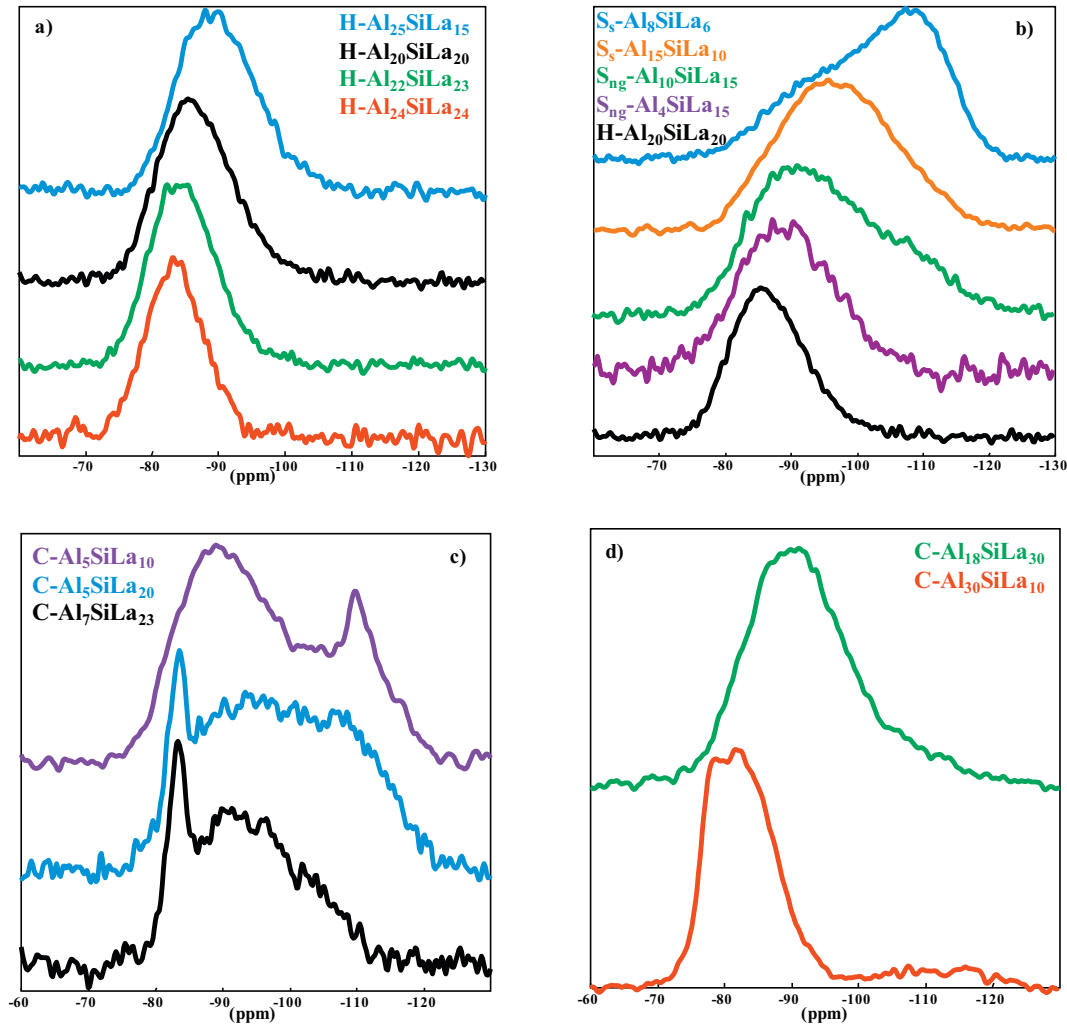 a)
H-Al₂₅SiLa₁₅
H-Al₂₀SiLa₂₀
H-Al₂₂SiLa₂₃
H-Al₂₄SiLa₂₄
-70 -80 -90 -100 -110 -120 -130
(ppm)
b)
Sₛ-Al₈SiLa₆
Sₛ-Al₁₅SiLa₁₀
Sng-Al₁₀SiLa₁₅
Sng-Al₄SiLa₁₅
H-Al₂₀SiLa₂₀
-70 -80 -90 -100 -110 -120 -130
(ppm)
c)
C-Al₅SiLa₁₀
C-Al₅SiLa₂₀
C-Al₇SiLa₂₃
-60 -70 -80 -90 -100 -110 -120
(ppm)
d)
C-Al₁₈SiLa₃₀
C-Al₃₀SiLa₁₀
-60 -70 -80 -90 -100 -110 -120
(ppm)